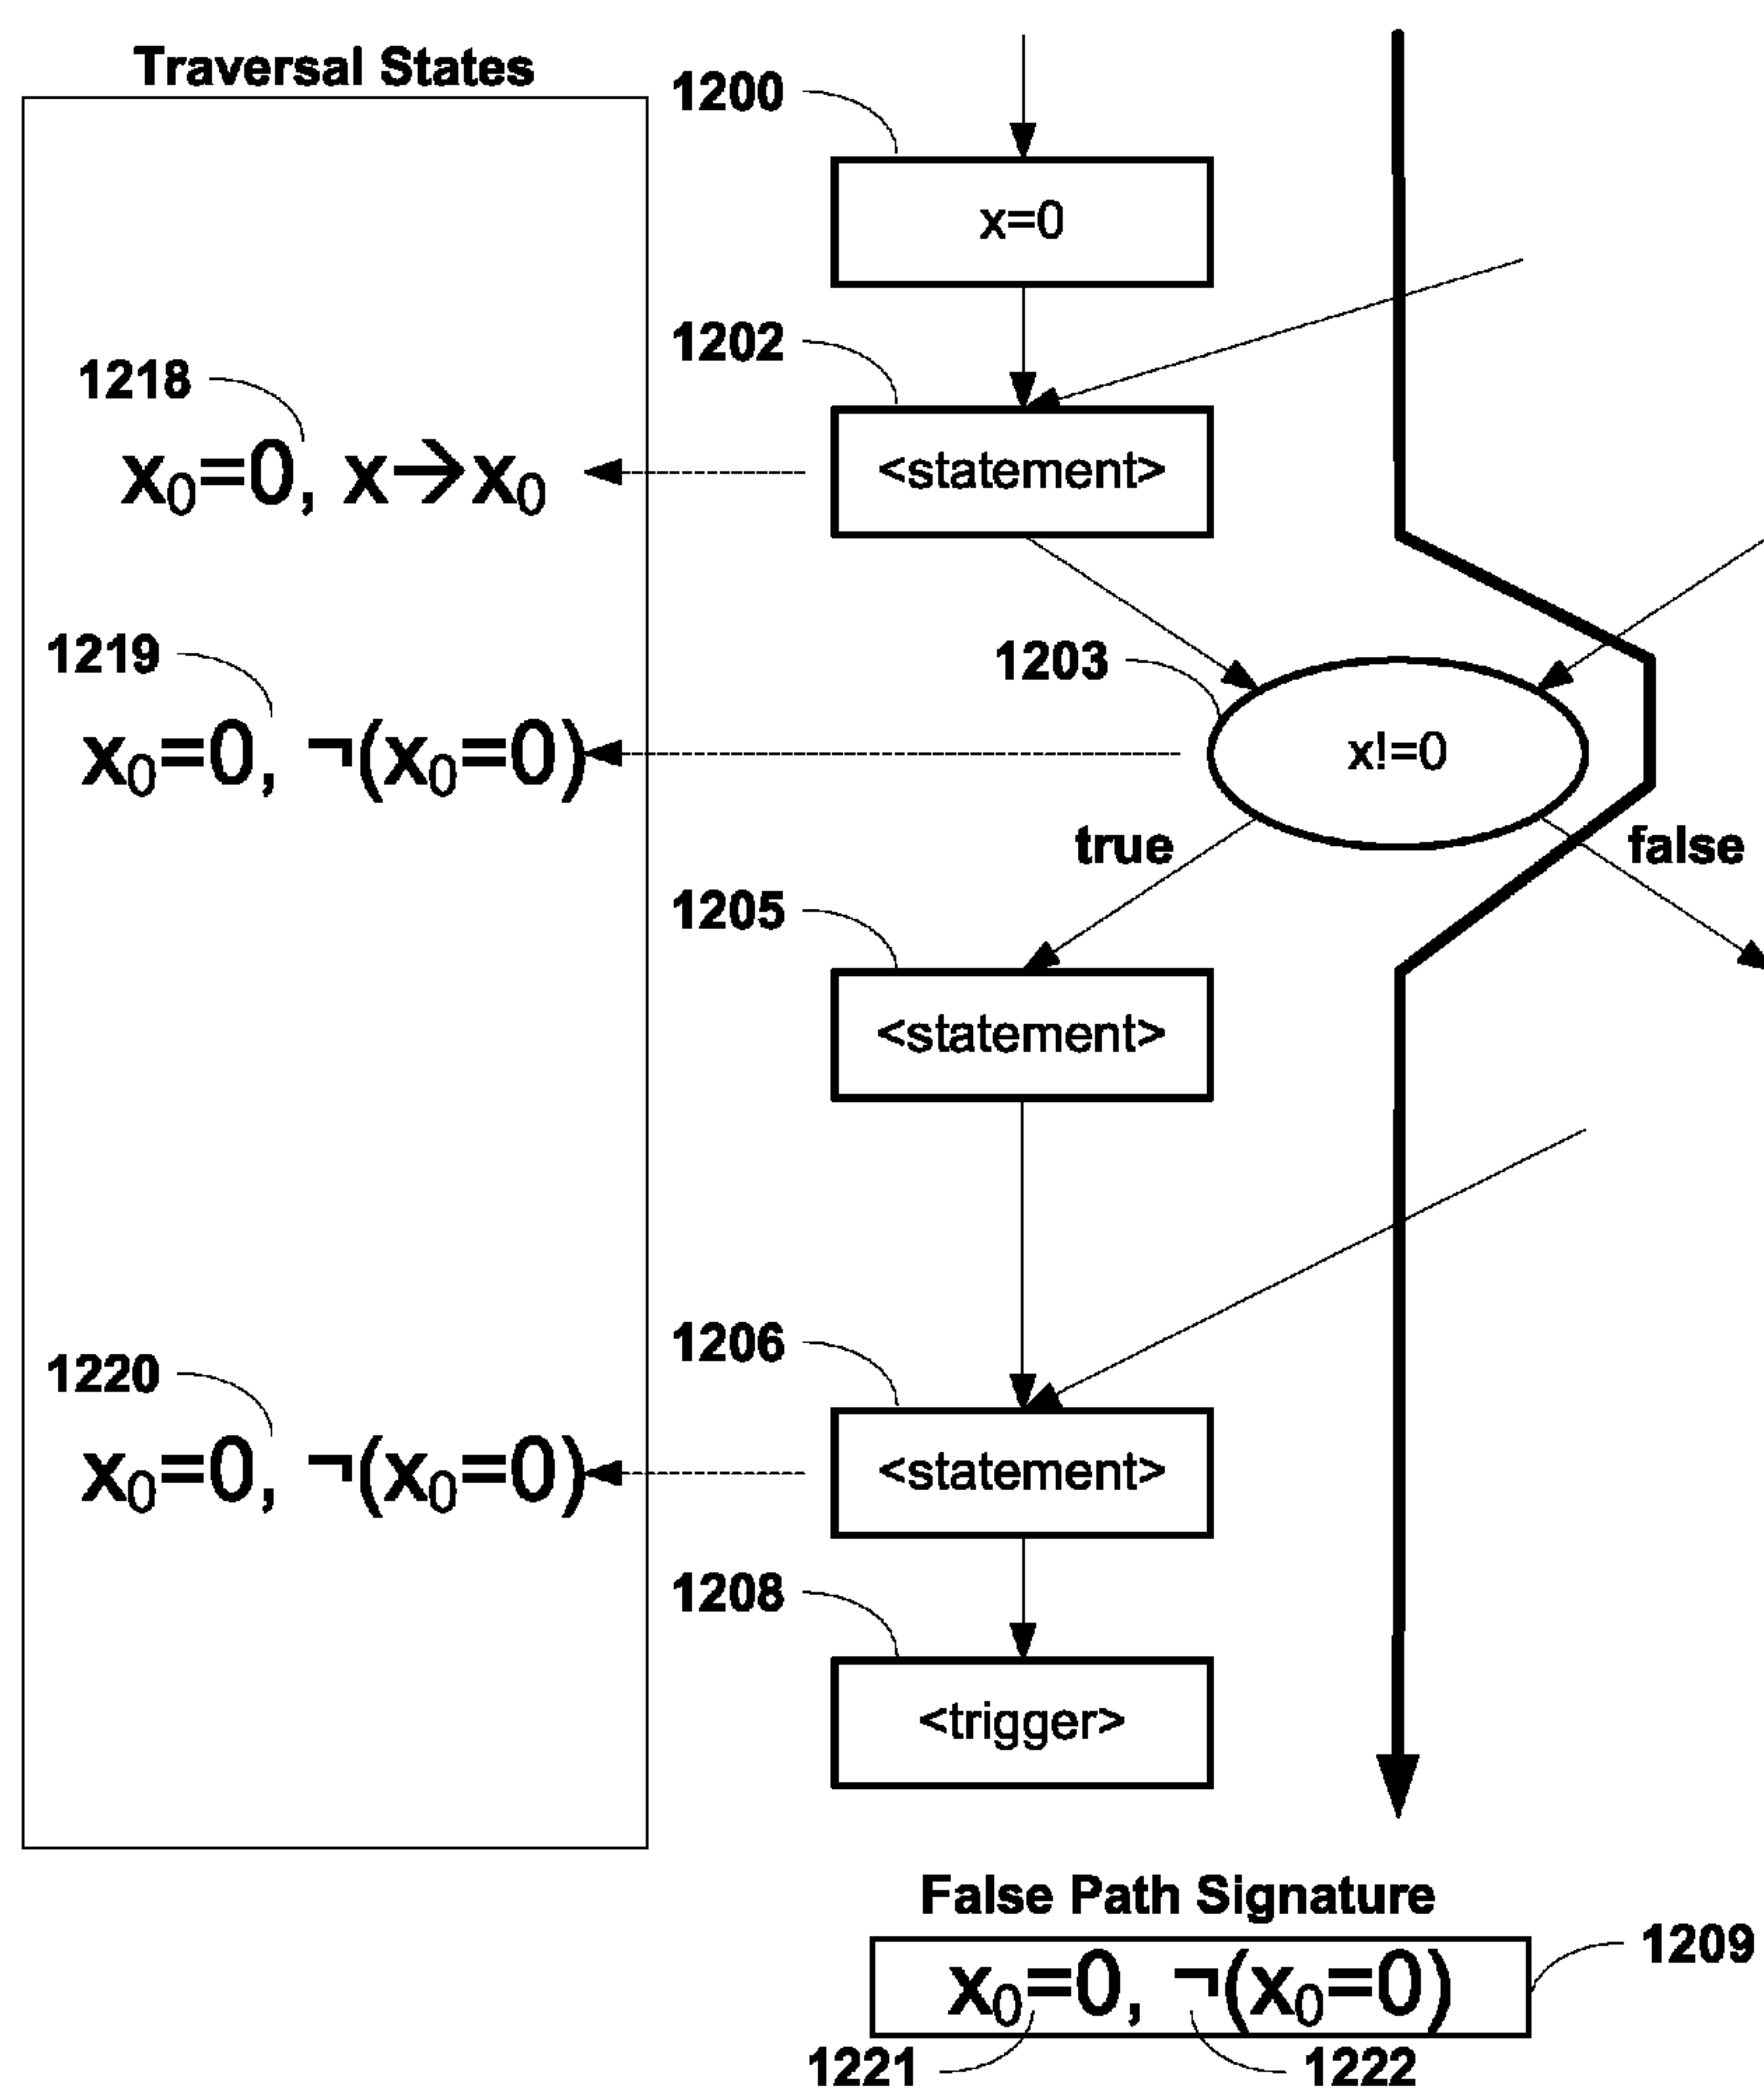 Traversal States
1200
x=0
1202
1218
x₀=0, x→x₀
<statement>
1219
1203
x₀=0, ¬(x₀=0)
x!=0
true
false
1205
<statement>
1206
1220
x₀=0, ¬(x₀=0)
<statement>
1208
<trigger>
False Path Signature
1209
x₀=0, ¬(x₀=0)
1221
1222